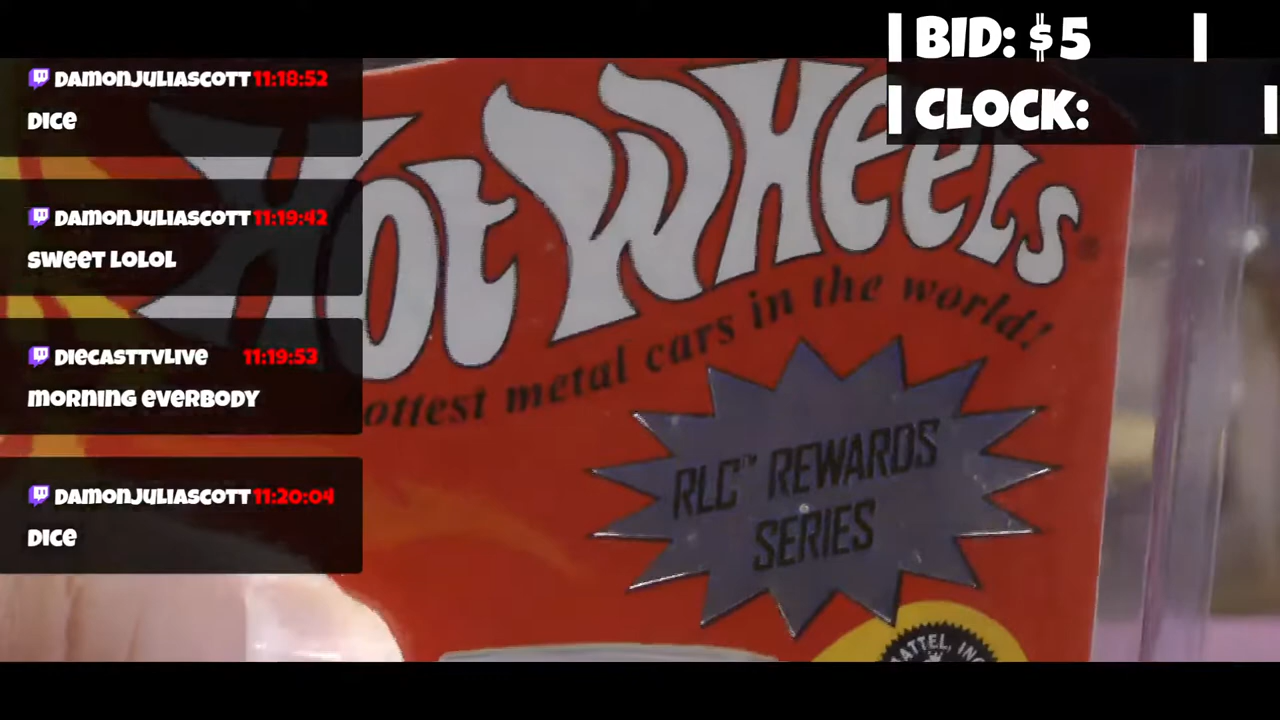 BID: $5
CLOCK:
DAMONJULIASCOTT 11:18:52
DICE
DAMONJULIASCOTT 11:19:42
SWEET LOLOL
DIECASTTVLIVE 11:19:53
MORNING EVERBODY
DAMONJULIASCOTT 11:20:04
DICE
HOT WHEELS®
ottest metal cars in the world!
RLC™ REWARDS
SERIES
MATTEL, INC